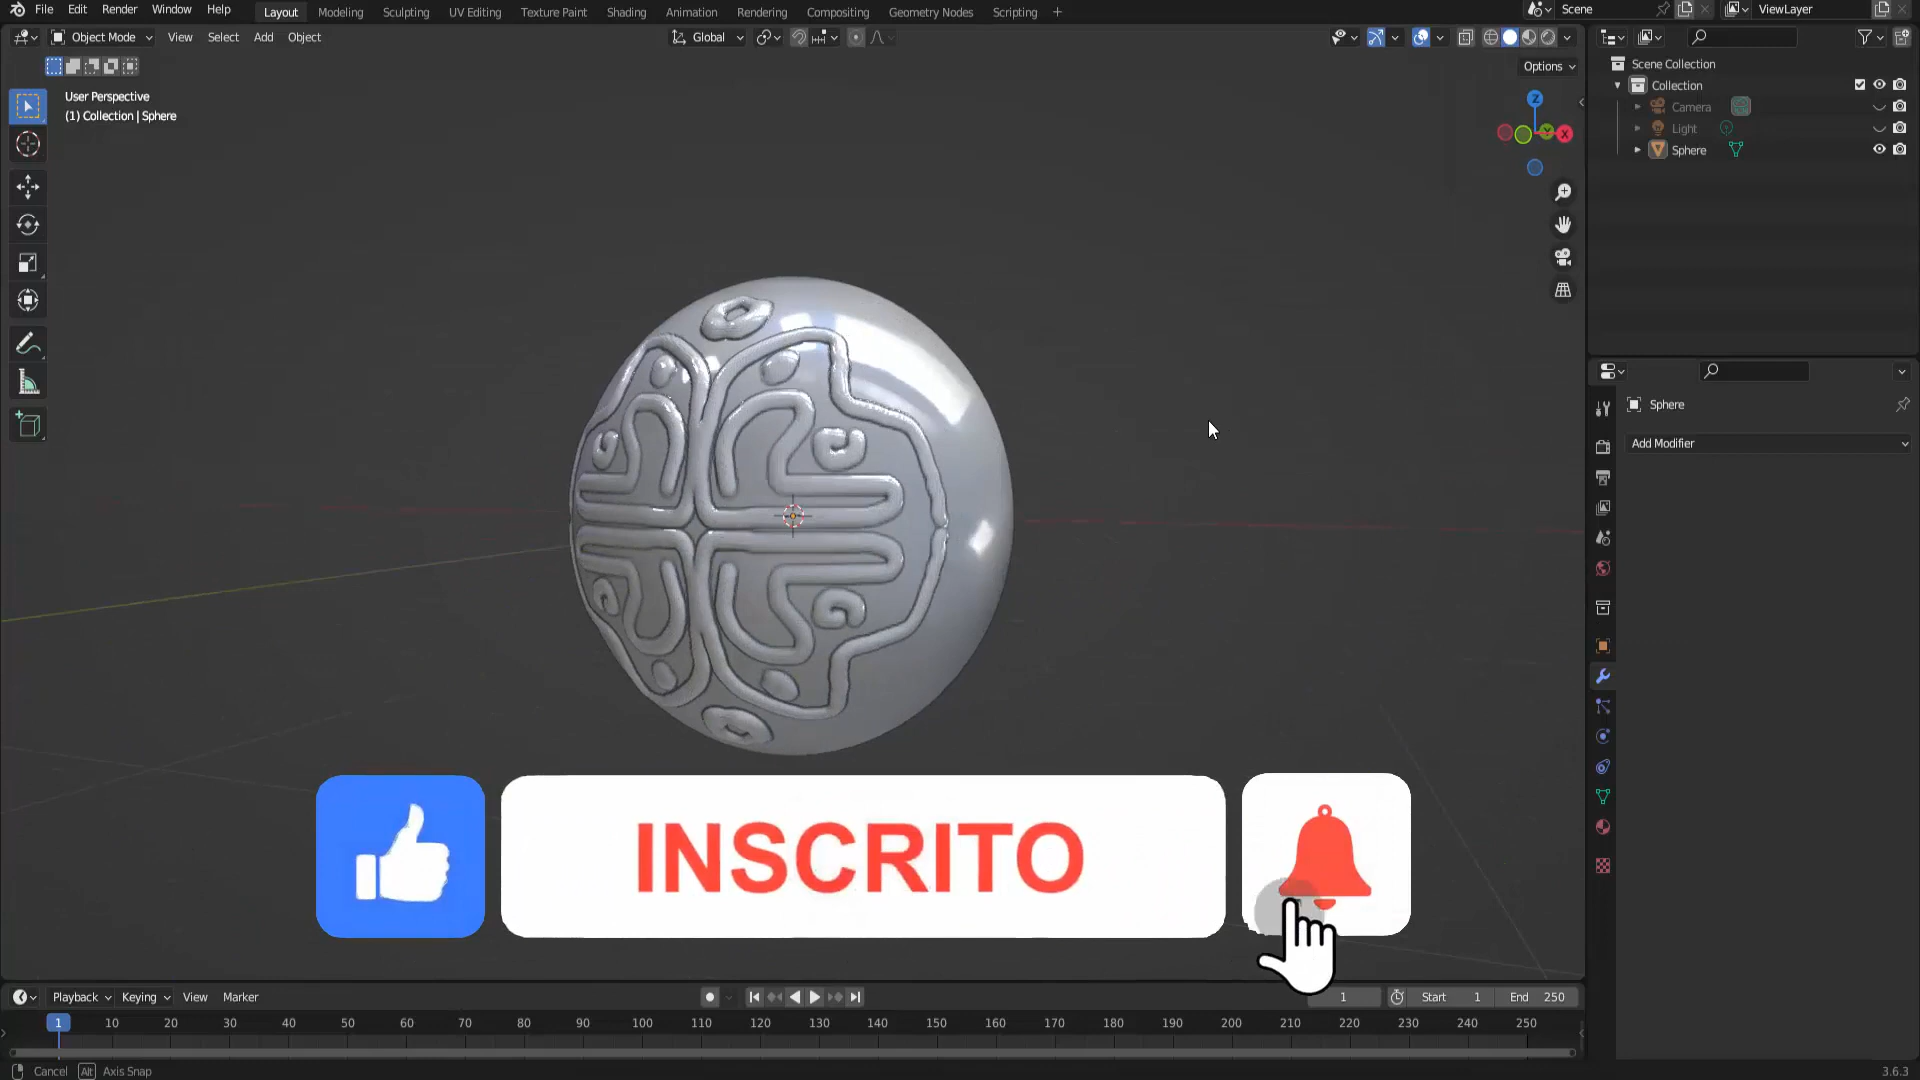 File Edit Render Window Help Layout Modeling Sculpting UV Editing Texture Paint Shading Animation Rendering Compositing Geometry Nodes Scripting + Scene ViewLayer
Object Mode View Select Add Object Global
Options
User Perspective
(1) Collection | Sphere
Z
Y
X
Scene Collection
Collection
Camera
Light
Sphere
Sphere
Add Modifier
INSCRITO
Playback Keying View Marker 1 Start 1 End 250
1 10 20 30 40 50 60 70 80 90 100 110 120 130 140 150 160 170 180 190 200 210 220 230 240 250
Cancel Alt Axis Snap 3.6.3